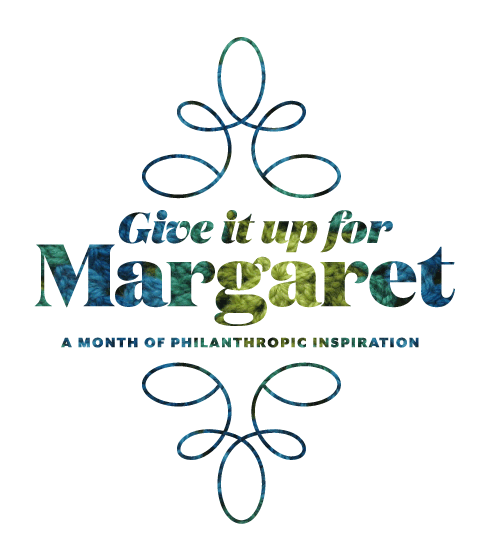 Give it up for
Margaret
A MONTH OF PHILANTHROPIC INSPIRATION